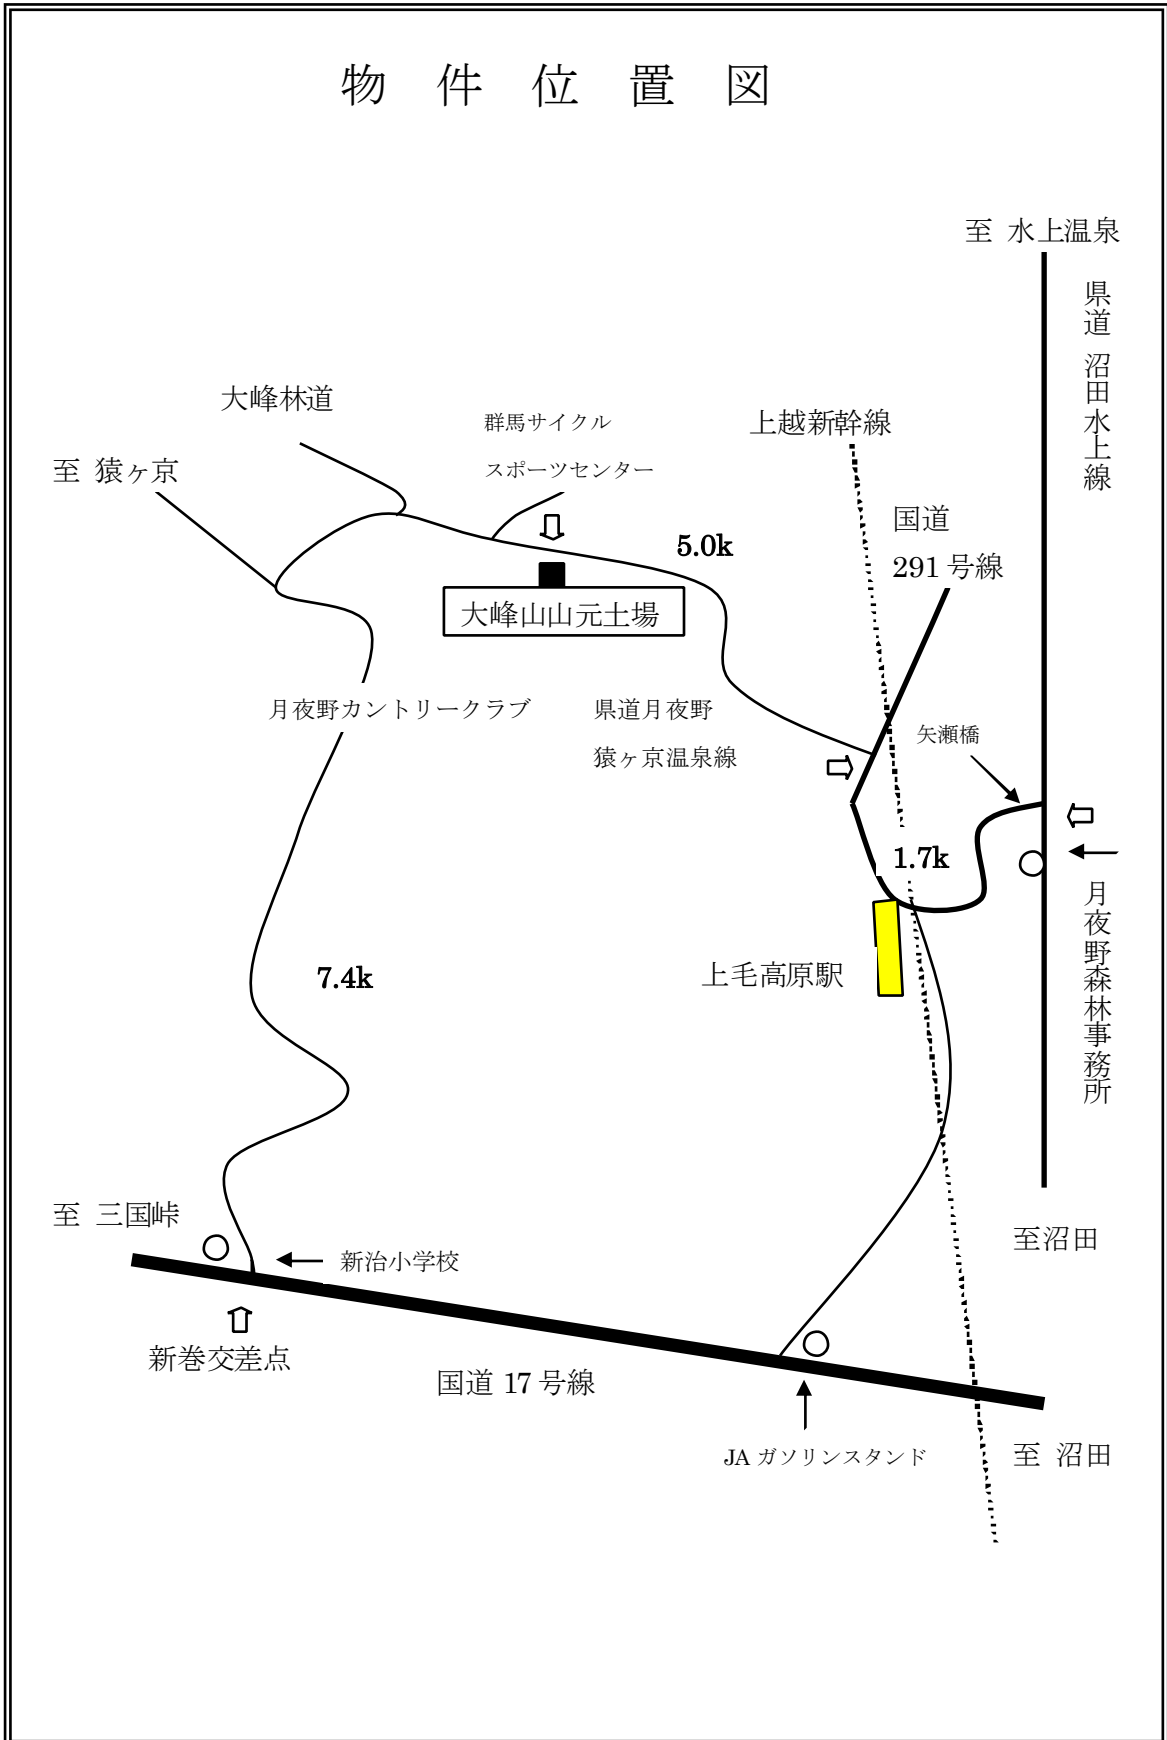 物件位置図
至 水上温泉
県道 沼田水上線
大峰林道
群馬サイクル
スポーツセンター
上越新幹線
至 猿ヶ京
国道
291号線
5.0k
大峰山山元土場
月夜野カントリークラブ
県道月夜野
猿ヶ京温泉線
矢瀬橋
1.7k
月夜野森林事務所
上毛高原駅
7.4k
至 三国峠
至沼田
新治小学校
新巻交差点
国道 17号線
JA ガソリンスタンド
至 沼田